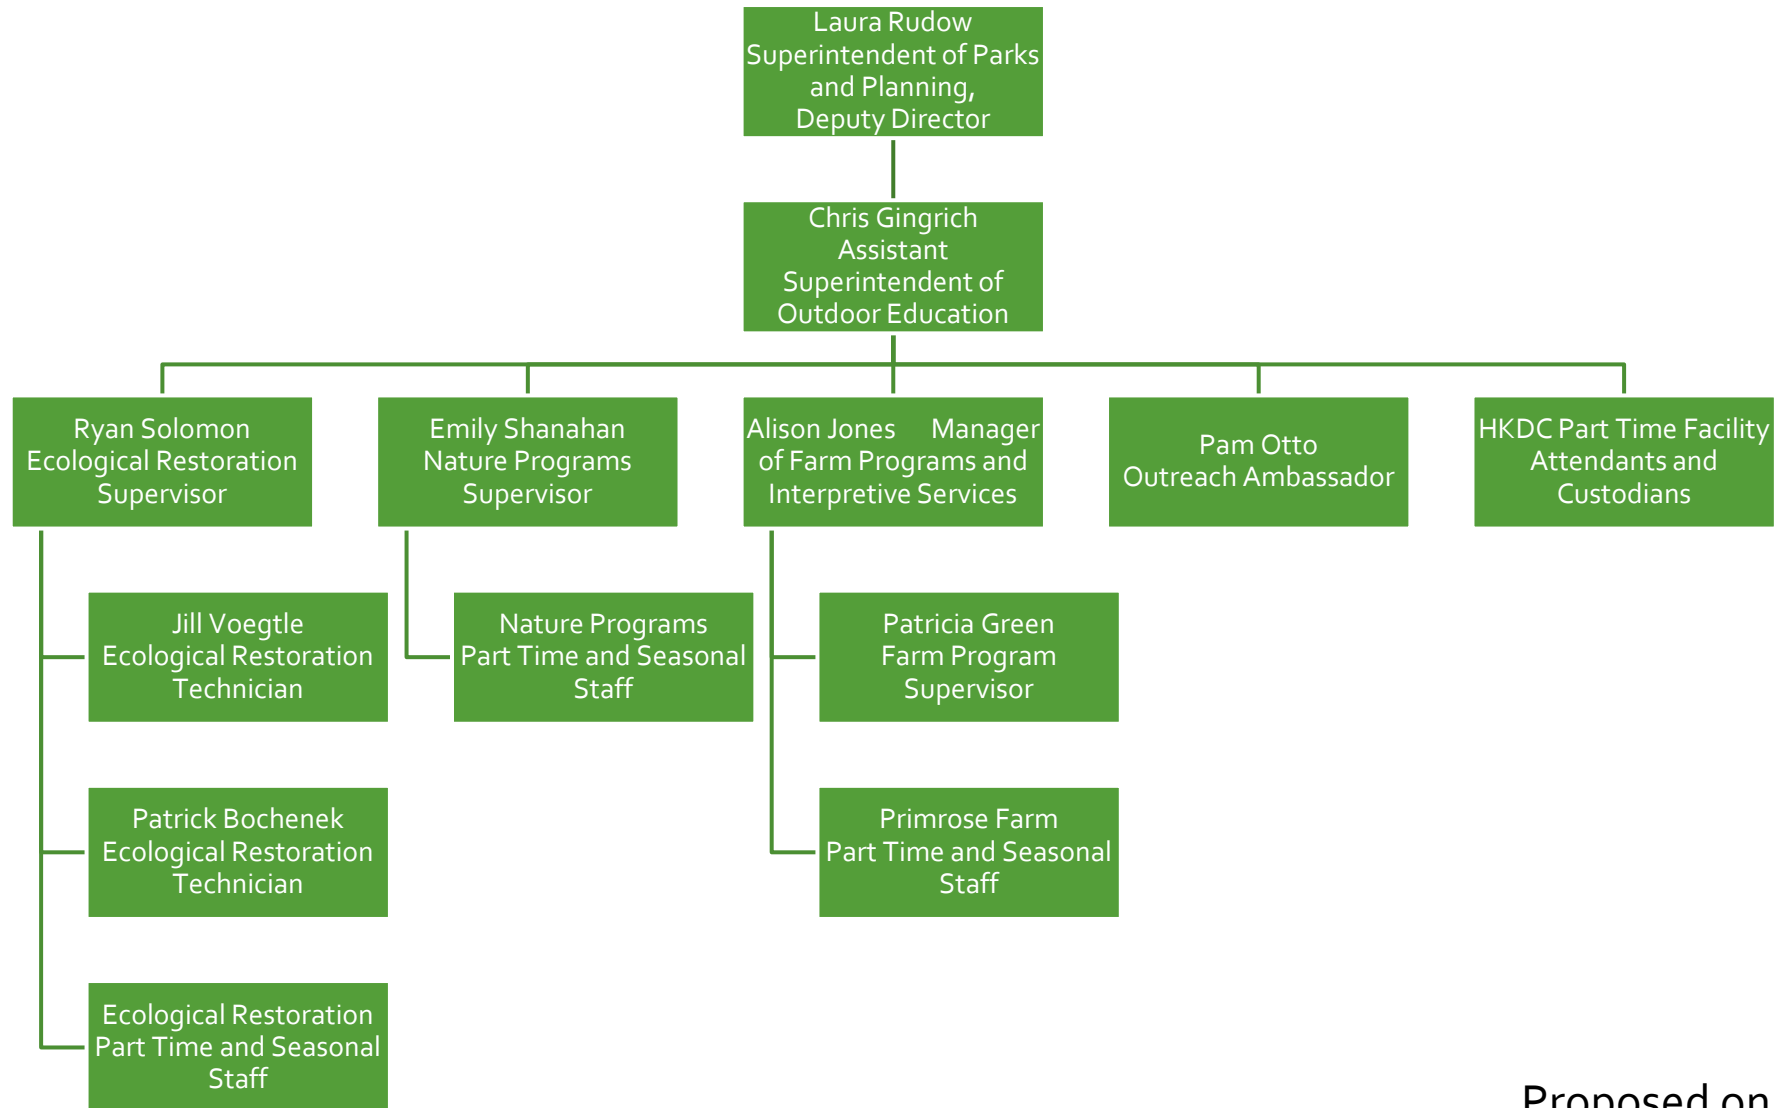 Laura Rudow
Superintendent of Parks
and Planning,
Deputy Director
Chris Gingrich
Assistant
Superintendent of
Outdoor Education
Ryan Solomon
Ecological Restoration
Supervisor
Emily Shanahan
Nature Programs
Supervisor
Alison Jones Manager
of Farm Programs and
Interpretive Services
Pam Otto
Outreach Ambassador
HKDC Part Time Facility
Attendants and
Custodians
Jill Voegtle
Ecological Restoration
Technician
Nature Programs
Part Time and Seasonal
Staff
Patricia Green
Farm Program
Supervisor
Patrick Bochenek
Ecological Restoration
Technician
Primrose Farm
Part Time and Seasonal
Staff
Ecological Restoration
Part Time and Seasonal
Staff
Proposed on